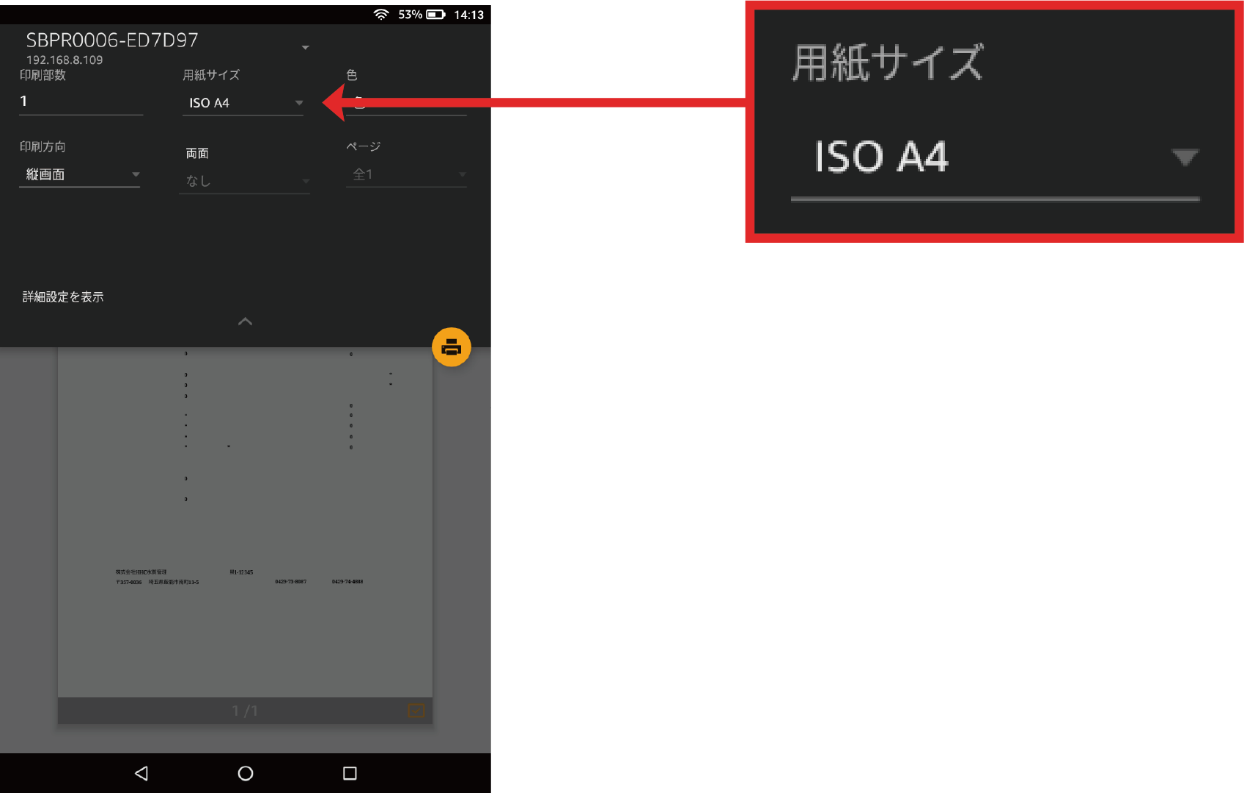 53% 14:13
SBPR0006-ED7D97
192.168.8.109
印刷部数 用紙サイズ 色
1 ISO A4 色
印刷方向 両面 ページ
縦画面 なし 全1
詳細設定を表示
1 /1
用紙サイズ
ISO A4